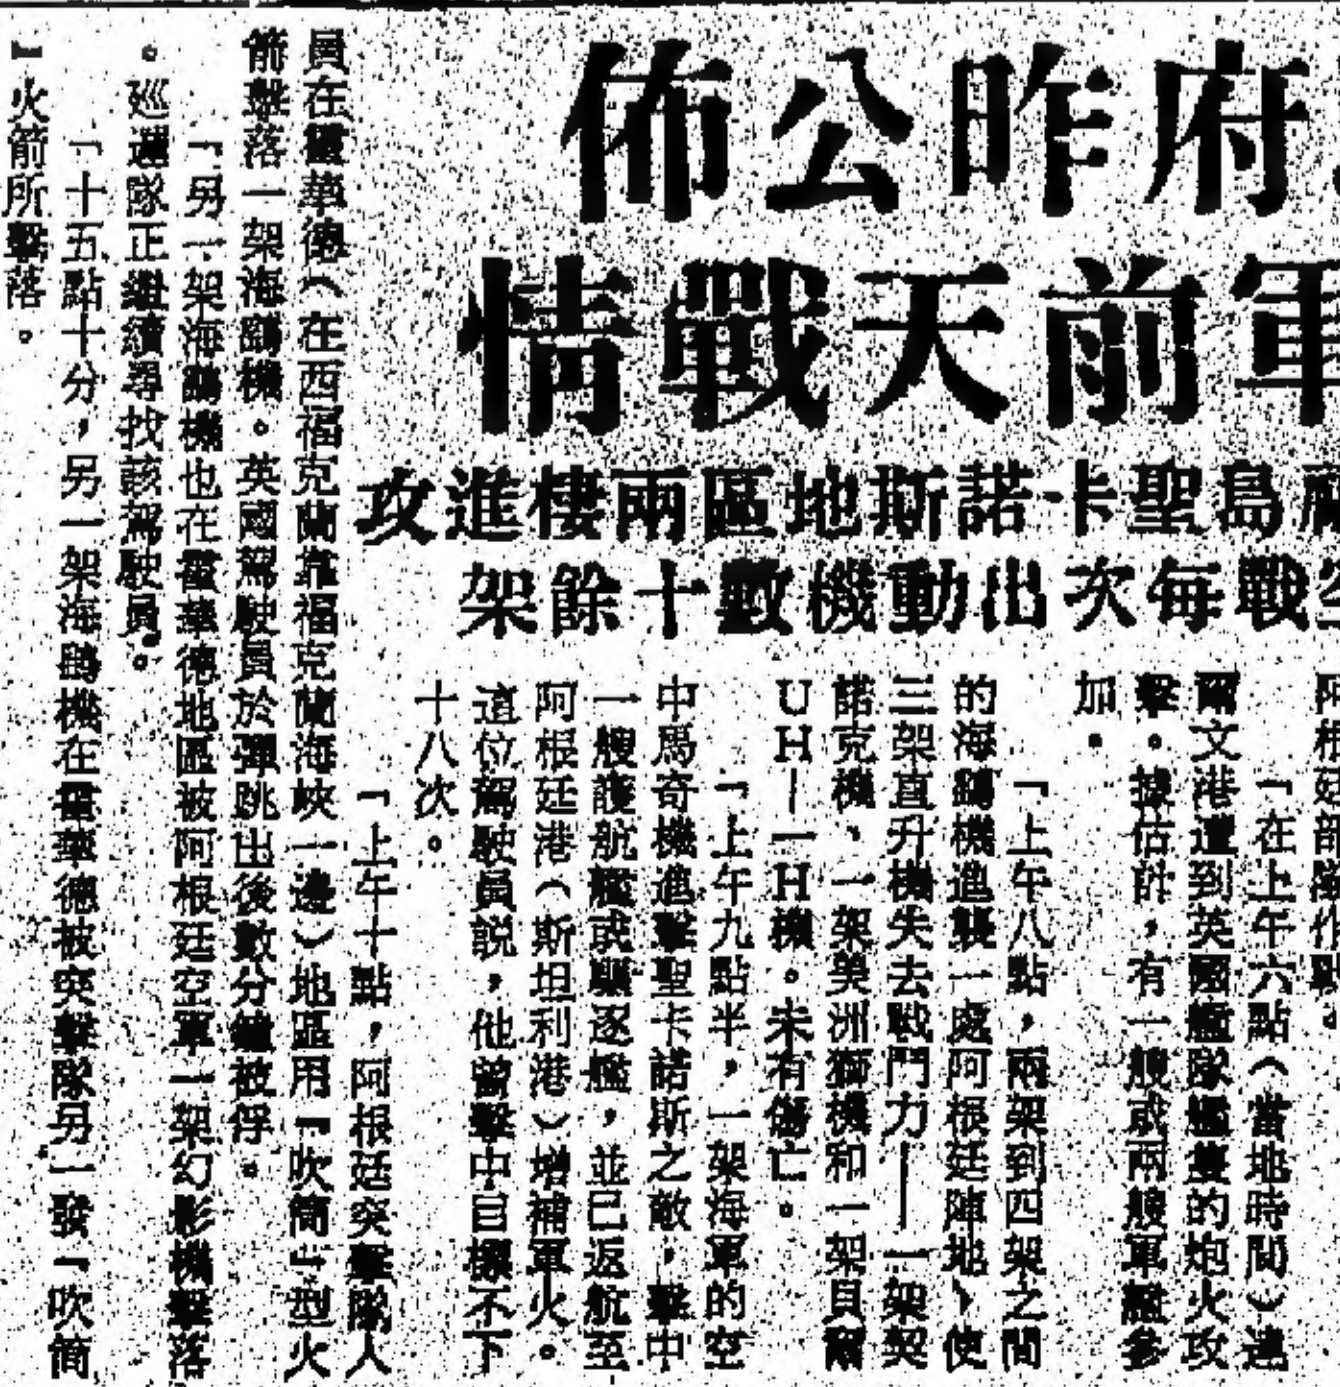 府昨公佈
軍前天戰情
島聖卡諾斯地區兩棲進攻
戰每次出動機數十餘架
阿根廷部隊作戰。
「在上午六點(當地時間)達
爾文港遭到英國艦隊艦隻的炮火攻
擊。據估計,有一艘或兩艘軍艦參
加。
「上午八點,兩架到四架之間
的海鷂機進襲一處阿根廷陣地,使
三架直升機失去戰鬥力——一架契
諾克機、一架美洲獅機和一架貝爾
UH—一H機。未有傷亡。
「上午九點半,一架海軍的空
中馬奇機進擊聖卡諾斯之敵,擊中
一艘護航艦或驅逐艦,並已返航至
阿根廷港(斯坦利港)增補軍火。
這位駕駛員說,他曾擊中目標不下
十八次。
「上午十點,阿根廷突擊隊人
員在霍華德(在西福克蘭靠福克蘭海峽一邊)地區用『吹筒』型火
箭擊落一架海鷂機。英國駕駛員於彈跳出後數分鐘被俘。
「另一架海鷂機也在霍華德地區被阿根廷空軍一架幻影機擊落
。巡邏隊正繼續尋找該駕駛員。
「十五點十分,另一架海鷂機在霍華德被突擊隊另一發『吹筒
』火箭所擊落。